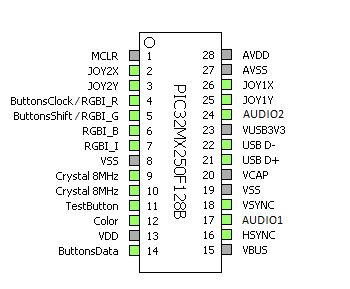 MCLR 1 28 AVDD
JOY2X 2 27 AVSS
JOY2Y 3 26 JOY1X
ButtonsClock/RGBI_R 4 25 JOY1Y
ButtonsShift/RGBI_G 5 24 AUDIO2
RGBI_B 6 23 VUSB3V3
RGBI_I 7 22 USB D-
VSS 8 21 USB D+
Crystal 8MHz 9 20 VCAP
Crystal 8MHz 10 19 VSS
TestButton 11 18 VSYNC
Color 12 17 AUDIO1
VDD 13 16 HSYNC
ButtonsData 14 15 VBUS
PIC32MX250F128B